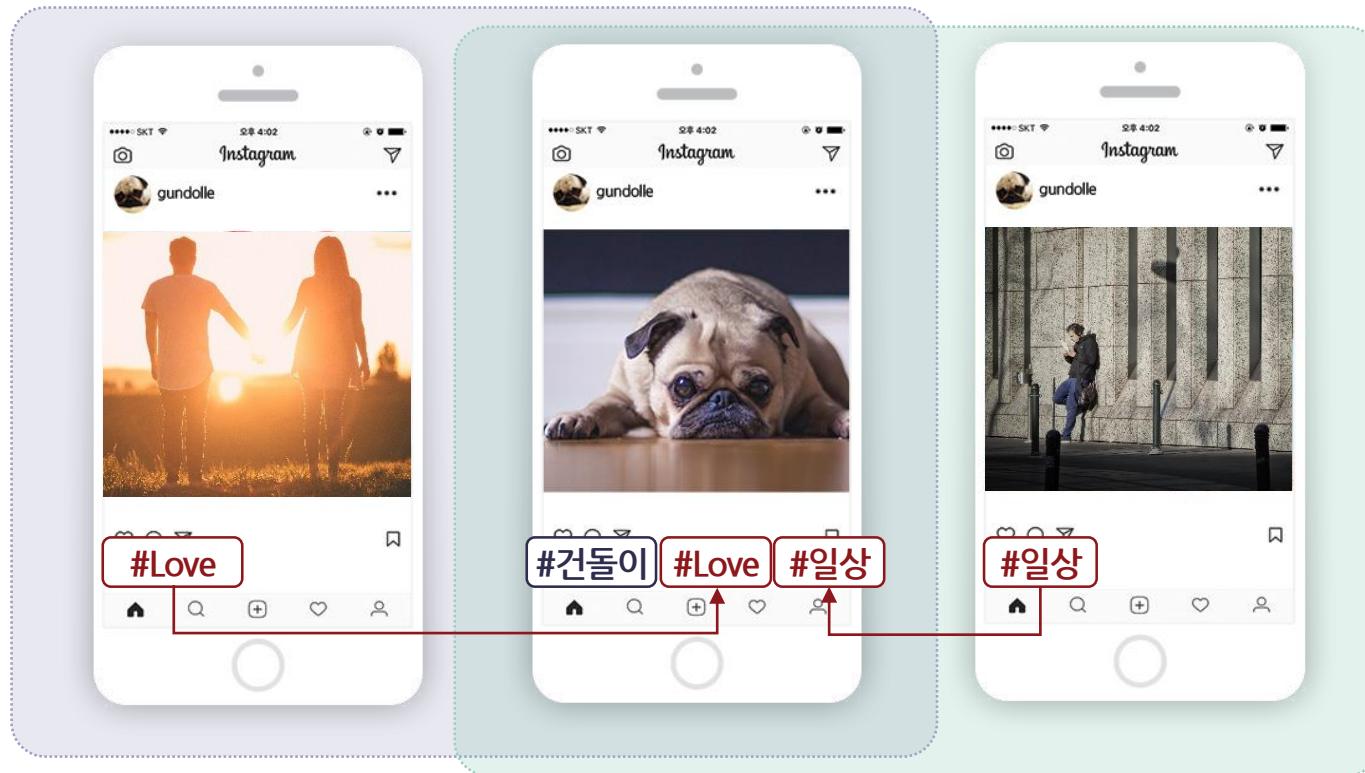 SKT 오후 4:02
Instagram
gundolle
#Love
SKT 오후 4:02
Instagram
gundolle
#건돌이 #Love #일상
SKT 오후 4:02
Instagram
gundolle
#일상